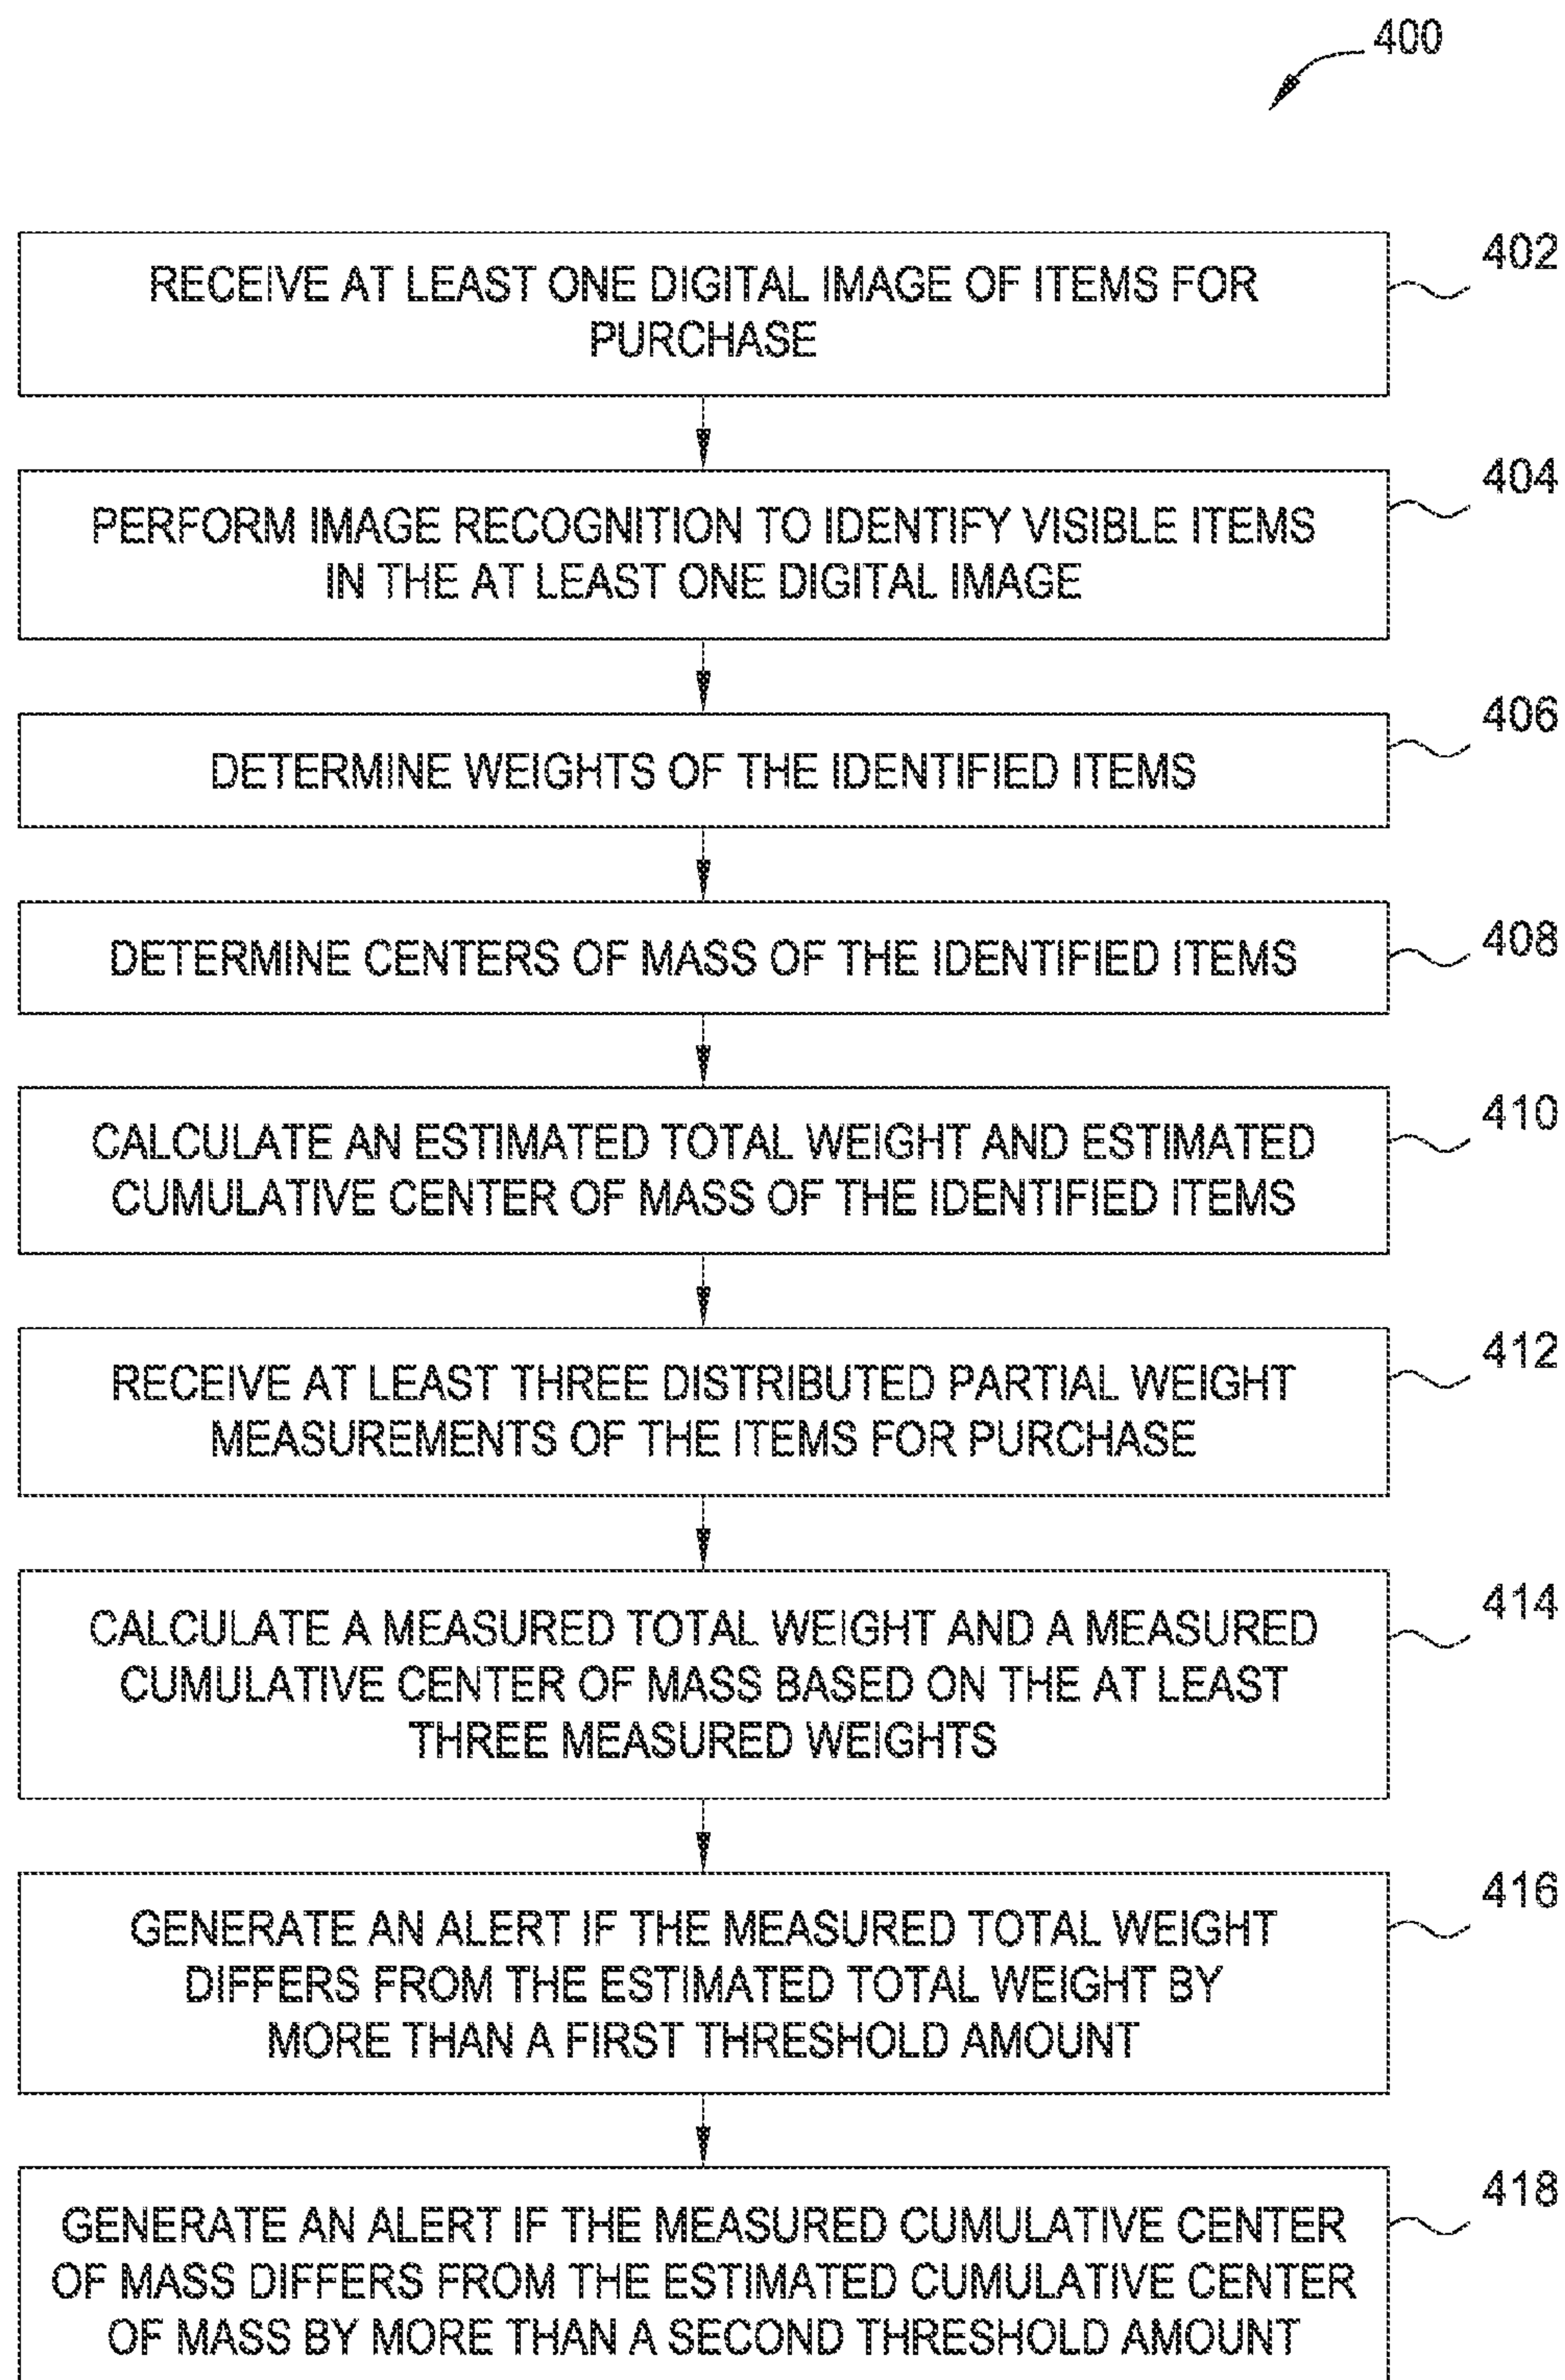 400
402
RECEIVE AT LEAST ONE DIGITAL IMAGE OF ITEMS FOR
PURCHASE
404
PERFORM IMAGE RECOGNITION TO IDENTIFY VISIBLE ITEMS
IN THE AT LEAST ONE DIGITAL IMAGE
406
DETERMINE WEIGHTS OF THE IDENTIFIED ITEMS
408
DETERMINE CENTERS OF MASS OF THE IDENTIFIED ITEMS
410
CALCULATE AN ESTIMATED TOTAL WEIGHT AND ESTIMATED
CUMULATIVE CENTER OF MASS OF THE IDENTIFIED ITEMS
412
RECEIVE AT LEAST THREE DISTRIBUTED PARTIAL WEIGHT
MEASUREMENTS OF THE ITEMS FOR PURCHASE
414
CALCULATE A MEASURED TOTAL WEIGHT AND A MEASURED
CUMULATIVE CENTER OF MASS BASED ON THE AT LEAST
THREE MEASURED WEIGHTS
416
GENERATE AN ALERT IF THE MEASURED TOTAL WEIGHT
DIFFERS FROM THE ESTIMATED TOTAL WEIGHT BY
MORE THAN A FIRST THRESHOLD AMOUNT
418
GENERATE AN ALERT IF THE MEASURED CUMULATIVE CENTER
OF MASS DIFFERS FROM THE ESTIMATED CUMULATIVE CENTER
OF MASS BY MORE THAN A SECOND THRESHOLD AMOUNT